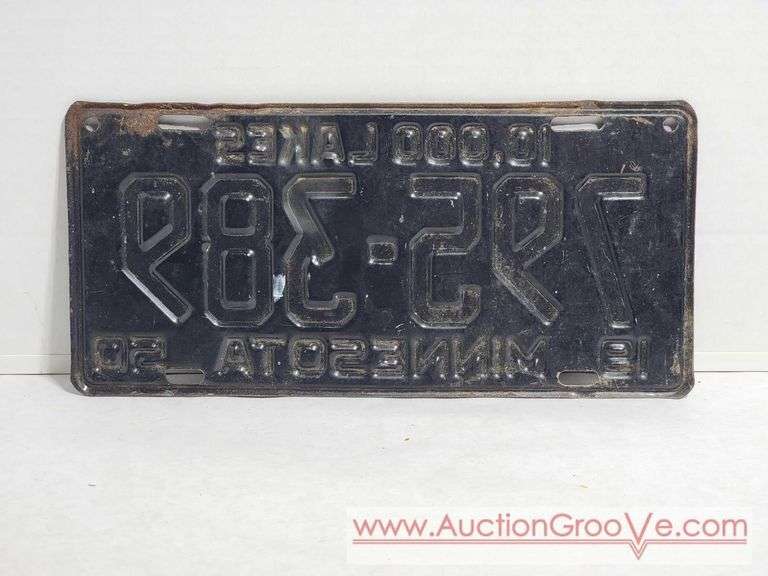 10,000 LAKES
795-389
19 MINNESOTA 50
www.AuctionGrooVe.com